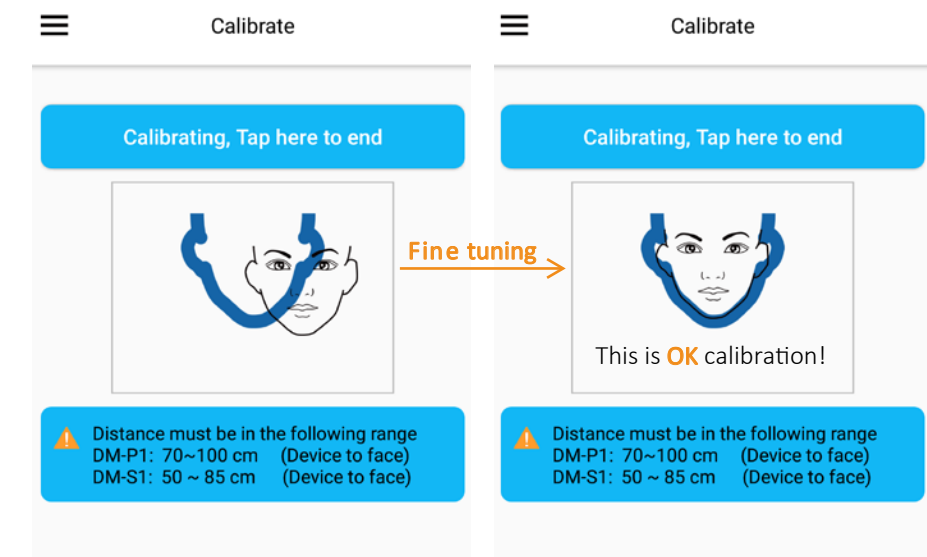 Calibrate
Calibrating, Tap here to end
Distance must be in the following range
DM-P1: 70~100 cm (Device to face)
DM-S1: 50 ~ 85 cm (Device to face)
Fine tuning
Calibrate
Calibrating, Tap here to end
This is OK calibration!
Distance must be in the following range
DM-P1: 70~100 cm (Device to face)
DM-S1: 50 ~ 85 cm (Device to face)